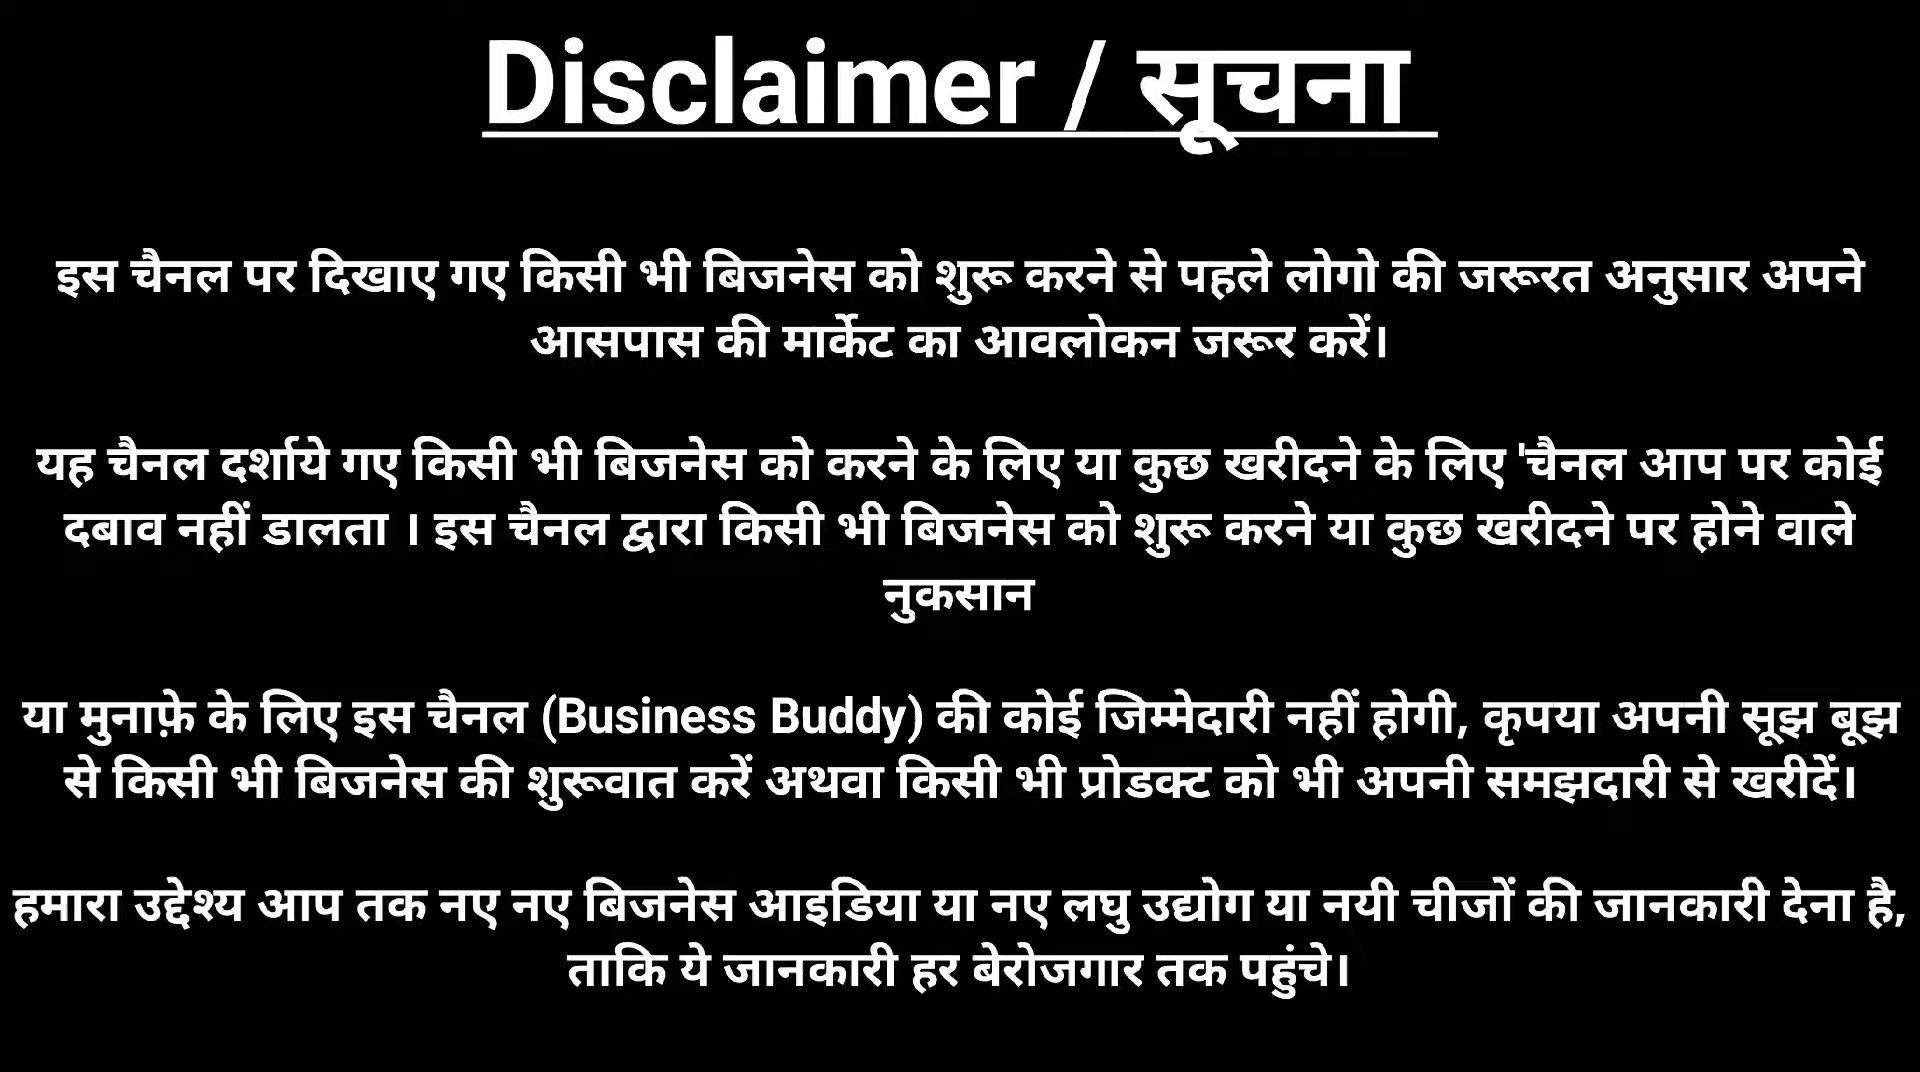 Disclaimer / सूचना
इस चैनल पर दिखाए गए किसी भी बिजनेस को शुरू करने से पहले लोगो की जरूरत अनुसार अपने
आसपास की मार्केट का आवलोकन जरूर करें।
यह चैनल दर्शाये गए किसी भी बिजनेस को करने के लिए या कुछ खरीदने के लिए 'चैनल आप पर कोई
दबाव नहीं डालता । इस चैनल द्वारा किसी भी बिजनेस को शुरू करने या कुछ खरीदने पर होने वाले
नुकसान
या मुनाफ़े के लिए इस चैनल (Business Buddy) की कोई जिम्मेदारी नहीं होगी, कृपया अपनी सूझ बूझ
से किसी भी बिजनेस की शुरूवात करें अथवा किसी भी प्रोडक्ट को भी अपनी समझदारी से खरीदें।
हमारा उद्देश्य आप तक नए नए बिजनेस आइडिया या नए लघु उद्योग या नयी चीजों की जानकारी देना है,
ताकि ये जानकारी हर बेरोजगार तक पहुंचे।